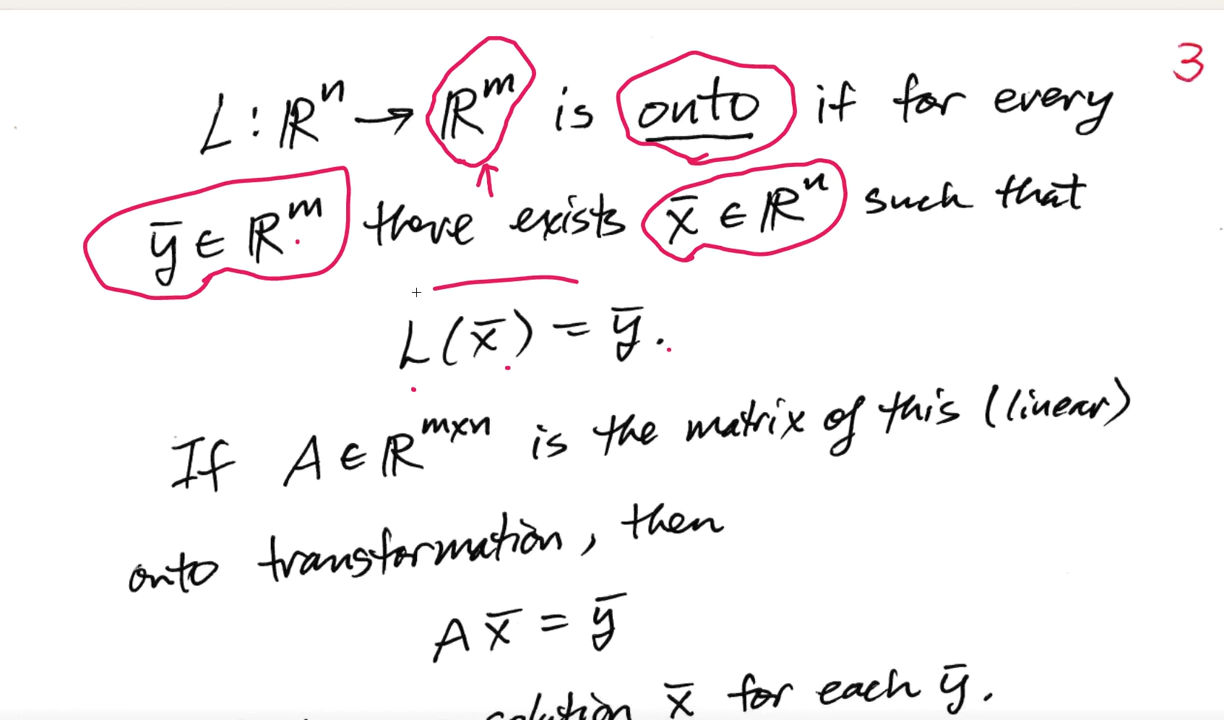 3
L : ℝⁿ → ℝᵐ is onto if for every
ȳ ∈ ℝᵐ there exists x̄ ∈ ℝⁿ such that
L(x̄) = ȳ.
If A ∈ ℝᵐˣⁿ is the matrix of this (linear)
onto transformation, then
A x̄ = ȳ
solution x̄ for each ȳ.